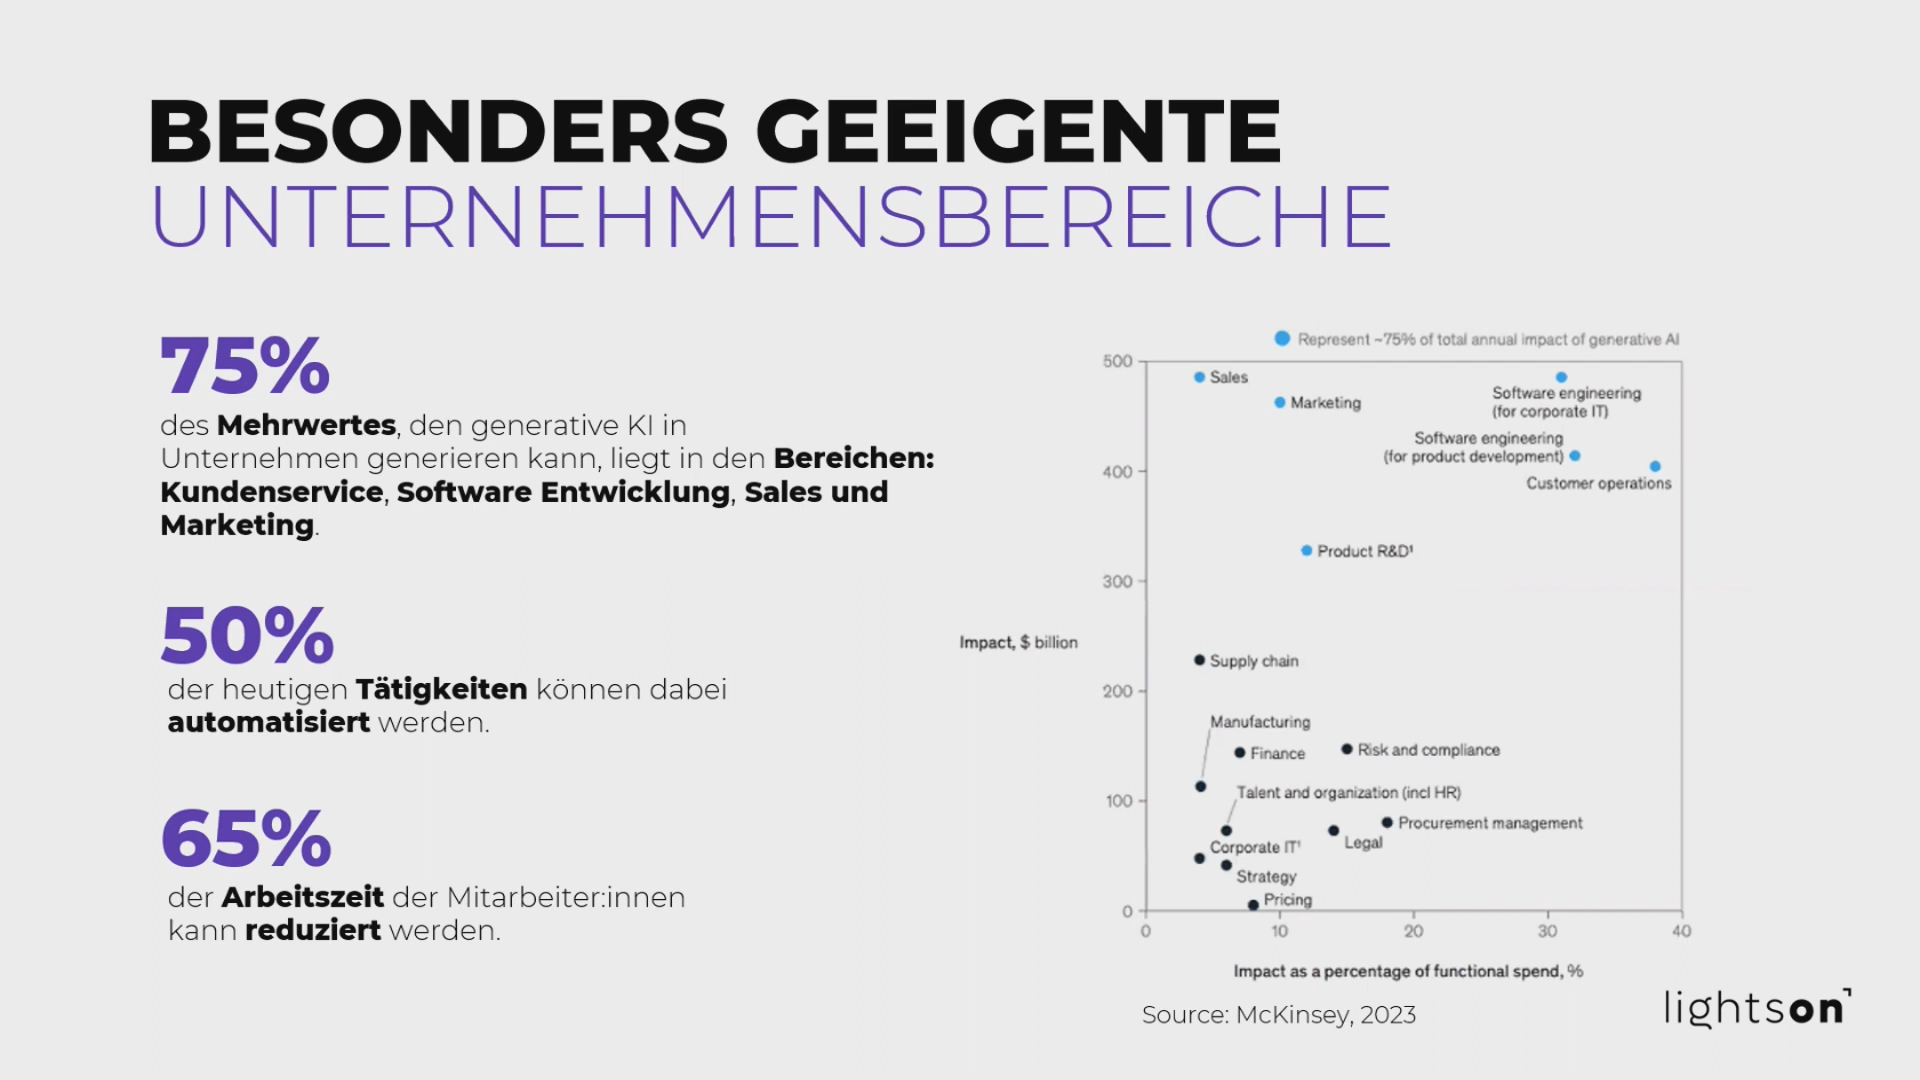 BESONDERS GEEIGENTE
UNTERNEHMENSBEREICHE
75%
des Mehrwertes, den generative KI in
Unternehmen generieren kann, liegt in den Bereichen:
Kundenservice, Software Entwicklung, Sales und
Marketing.
50%
der heutigen Tätigkeiten können dabei
automatisiert werden.
65%
der Arbeitszeit der Mitarbeiter:innen
kann reduziert werden.
Represent ~75% of total annual impact of generative AI
500
Sales
Marketing
Software engineering
(for corporate IT)
Software engineering
(for product development)
400
Customer operations
Product R&D¹
300
Impact, $ billion
Supply chain
200
Manufacturing
Finance
Risk and compliance
Talent and organization (incl HR)
100
Procurement management
Legal
Corporate IT¹
Strategy
Pricing
0
0 10 20 30 40
Impact as a percentage of functional spend, %
Source: McKinsey, 2023
lightson